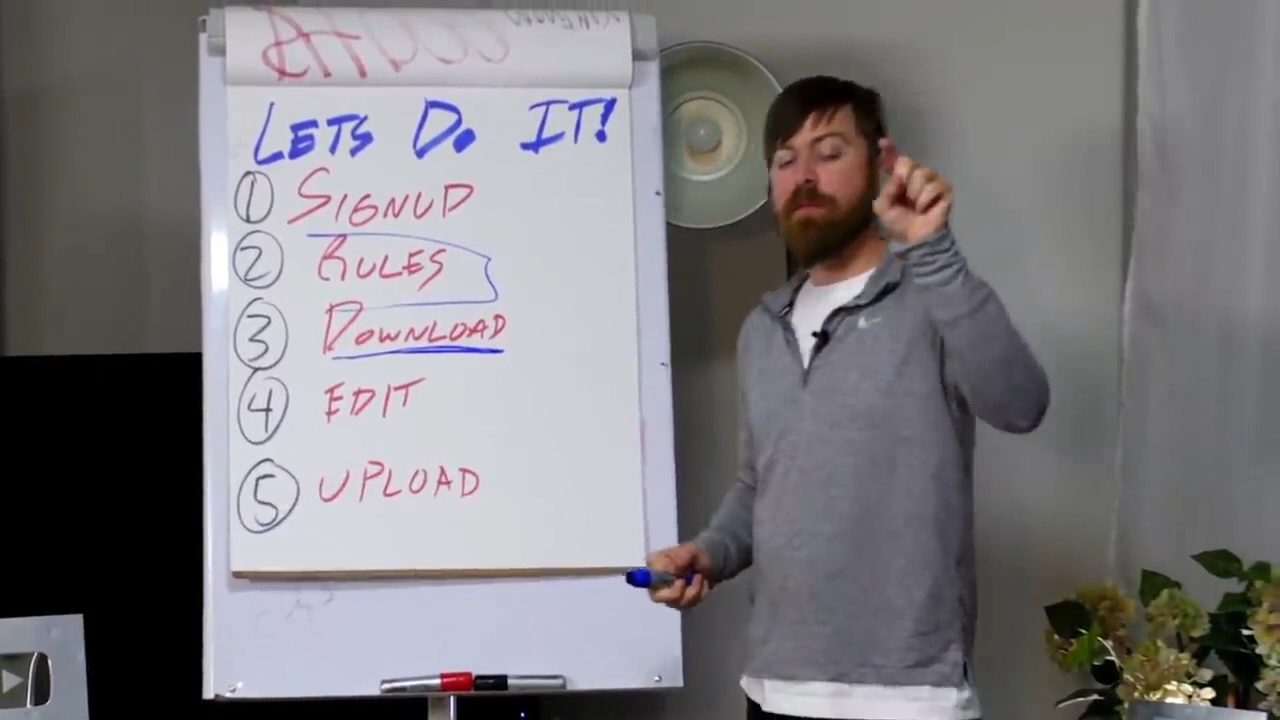 LETS DO IT!
1 SIGNUP
2 RULES
3 DOWNLOAD
4 EDIT
5 UPLOAD